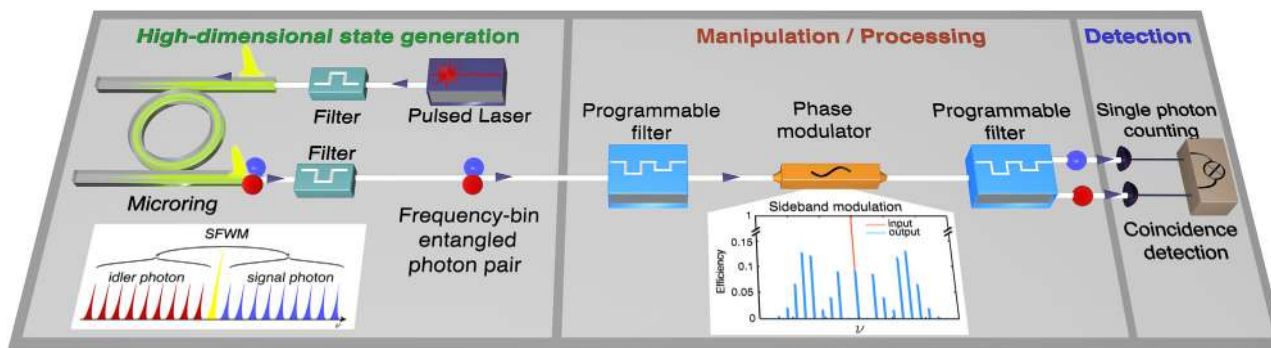 High-dimensional state generation
Manipulation / Processing
Detection
Filter
Pulsed Laser
Filter
Microring
Frequency-bin
entangled
photon pair
SFWM
idler photon
signal photon
ν
Programmable
filter
Phase
modulator
Programmable
filter
Sideband modulation
input
output
Efficiency
1
0.15
0.1
0.05
0
ν
Single photon
counting
Coincidence
detection